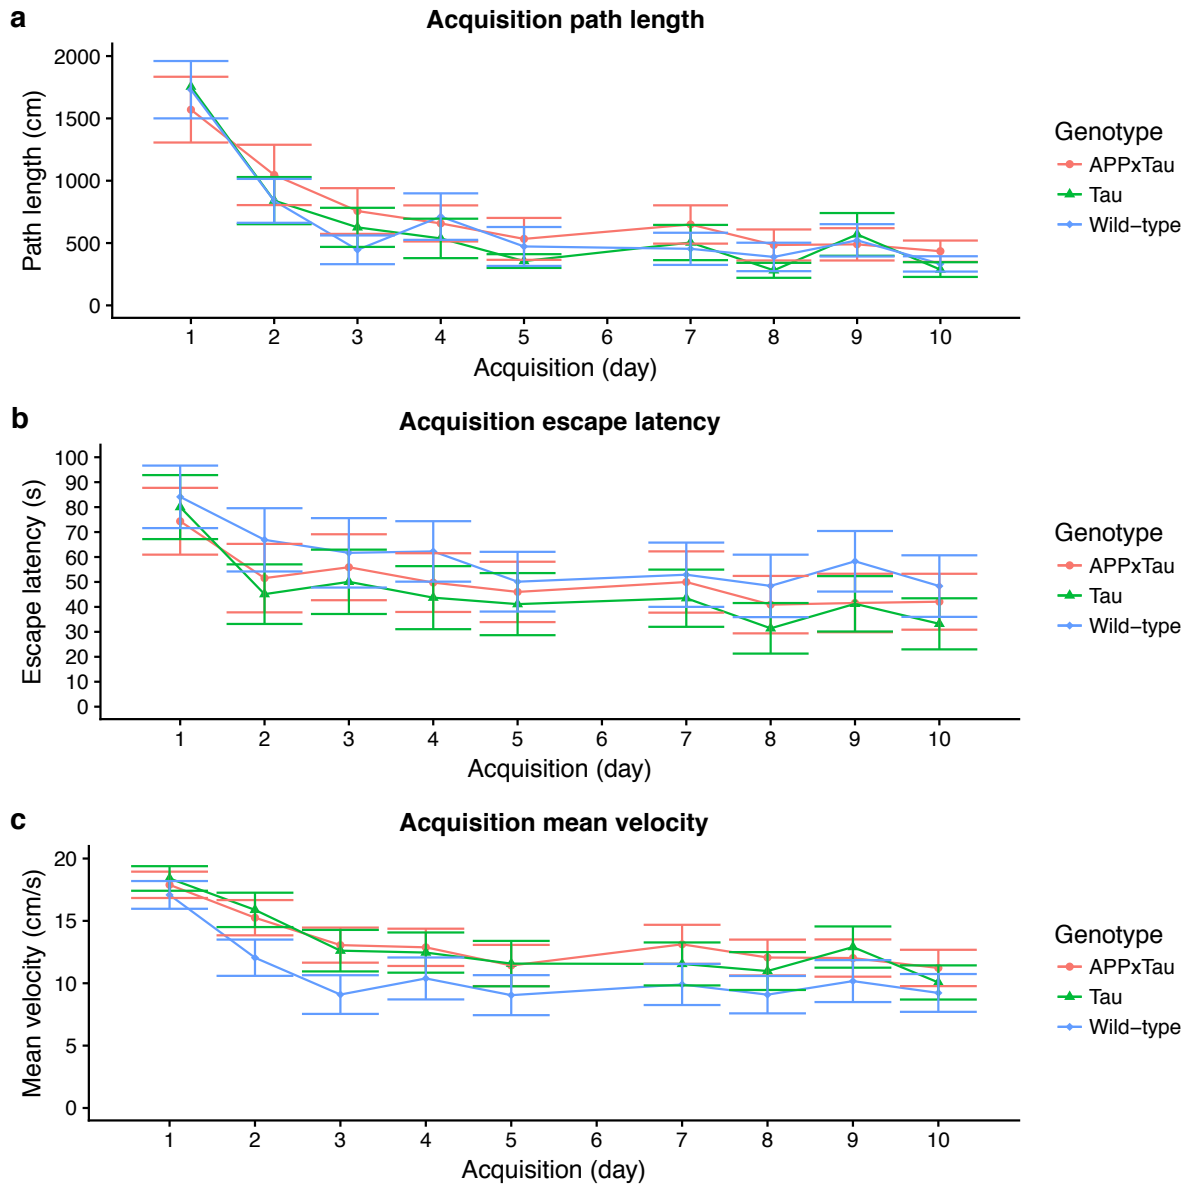 a
Acquisition path length
2000
1500
1000
500
0
Path length (cm)
1 2 3 4 5 6 7 8 9 10
Acquisition (day)
Genotype
APPxTau
Tau
Wild−type
b
Acquisition escape latency
100
90
80
70
60
50
40
30
20
10
0
Escape latency (s)
1 2 3 4 5 6 7 8 9 10
Acquisition (day)
Genotype
APPxTau
Tau
Wild−type
c
Acquisition mean velocity
20
15
10
5
0
Mean velocity (cm/s)
1 2 3 4 5 6 7 8 9 10
Acquisition (day)
Genotype
APPxTau
Tau
Wild−type